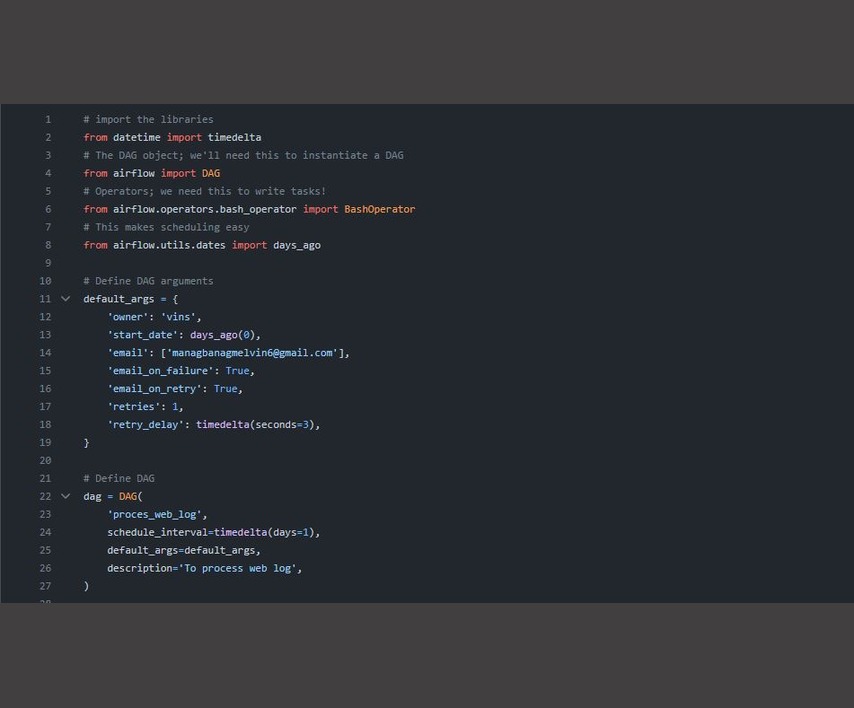 1 # import the libraries
2 from datetime import timedelta
3 # The DAG object; we'll need this to instantiate a DAG
4 from airflow import DAG
5 # Operators; we need this to write tasks!
6 from airflow.operators.bash_operator import BashOperator
7 # This makes scheduling easy
8 from airflow.utils.dates import days_ago
9
10 # Define DAG arguments
11 default_args = {
12     'owner': 'vins',
13     'start_date': days_ago(0),
14     'email': ['managbanagmelvin6@gmail.com'],
15     'email_on_failure': True,
16     'email_on_retry': True,
17     'retries': 1,
18     'retry_delay': timedelta(seconds=3),
19 }
20
21 # Define DAG
22 dag = DAG(
23     'proces_web_log',
24     schedule_interval=timedelta(days=1),
25     default_args=default_args,
26     description='To process web log',
27 )